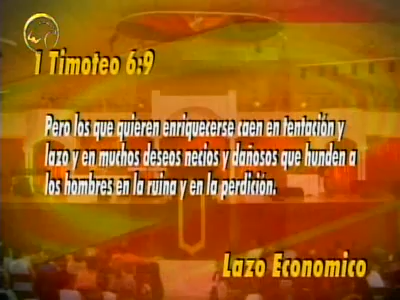 1 Timoteo 6:9
Pero los que quieren enriquecerse caen en tentación y
lazo y en muchos deseos necios y dañosos que hunden a
los hombres en la ruina y en la perdición.
Lazo Economico